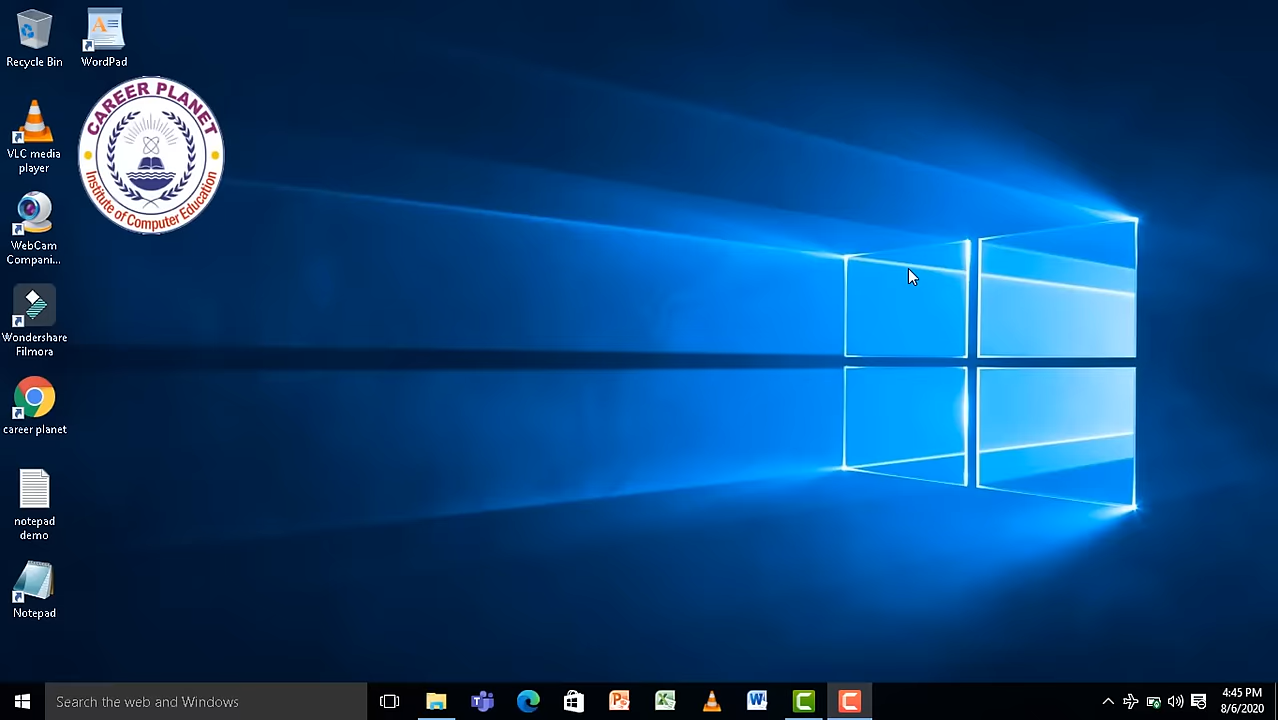 Recycle Bin
WordPad
CAREER PLANET
Institute of Computer Education
VLC media
player
WebCam
Compani...
Wondershare
Filmora
career planet
notepad
demo
Notepad
Search the web and Windows
4:45 PM
8/6/2020